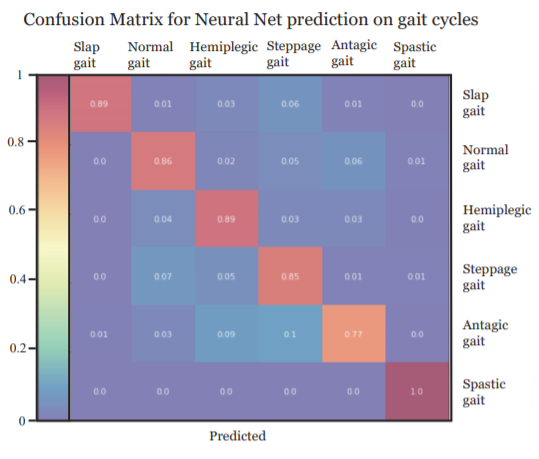 Confusion Matrix for Neural Net prediction on gait cycles
Slap Normal Hemiplegic Steppage Antagic Spastic
gait gait gait gait gait gait
1
0.89 0.01 0.03 0.06 0.01 0.0 Slap
gait
0.8
0.0 0.86 0.02 0.05 0.06 0.01 Normal
gait
0.6
0.0 0.04 0.89 0.03 0.03 0.0 Hemiplegic
gait
0.4
0.0 0.07 0.05 0.85 0.01 0.01 Steppage
gait
0.01 0.03 0.09 0.1 0.77 0.0 Antagic
gait
0.2
0.0 0.0 0.0 0.0 0.0 1.0 Spastic
gait
0
Predicted